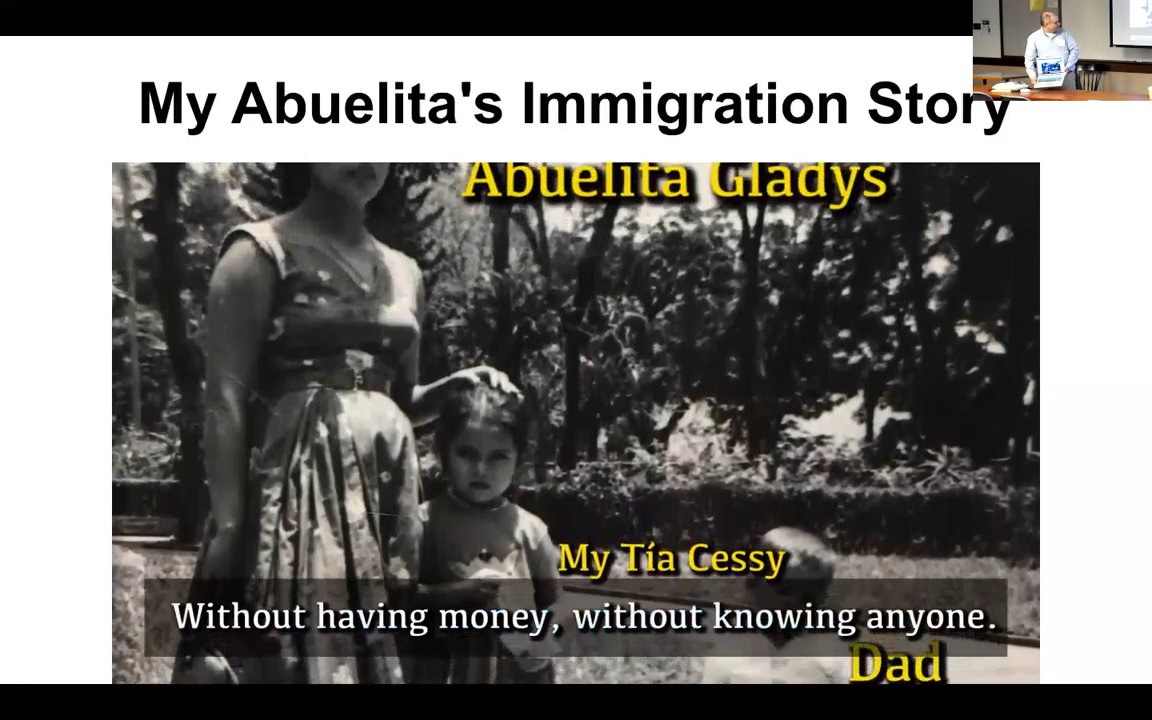 My Abuelita's Immigration Story
Abuelita Gladys
My Tía Cessy
Without having money, without knowing anyone.
Dad